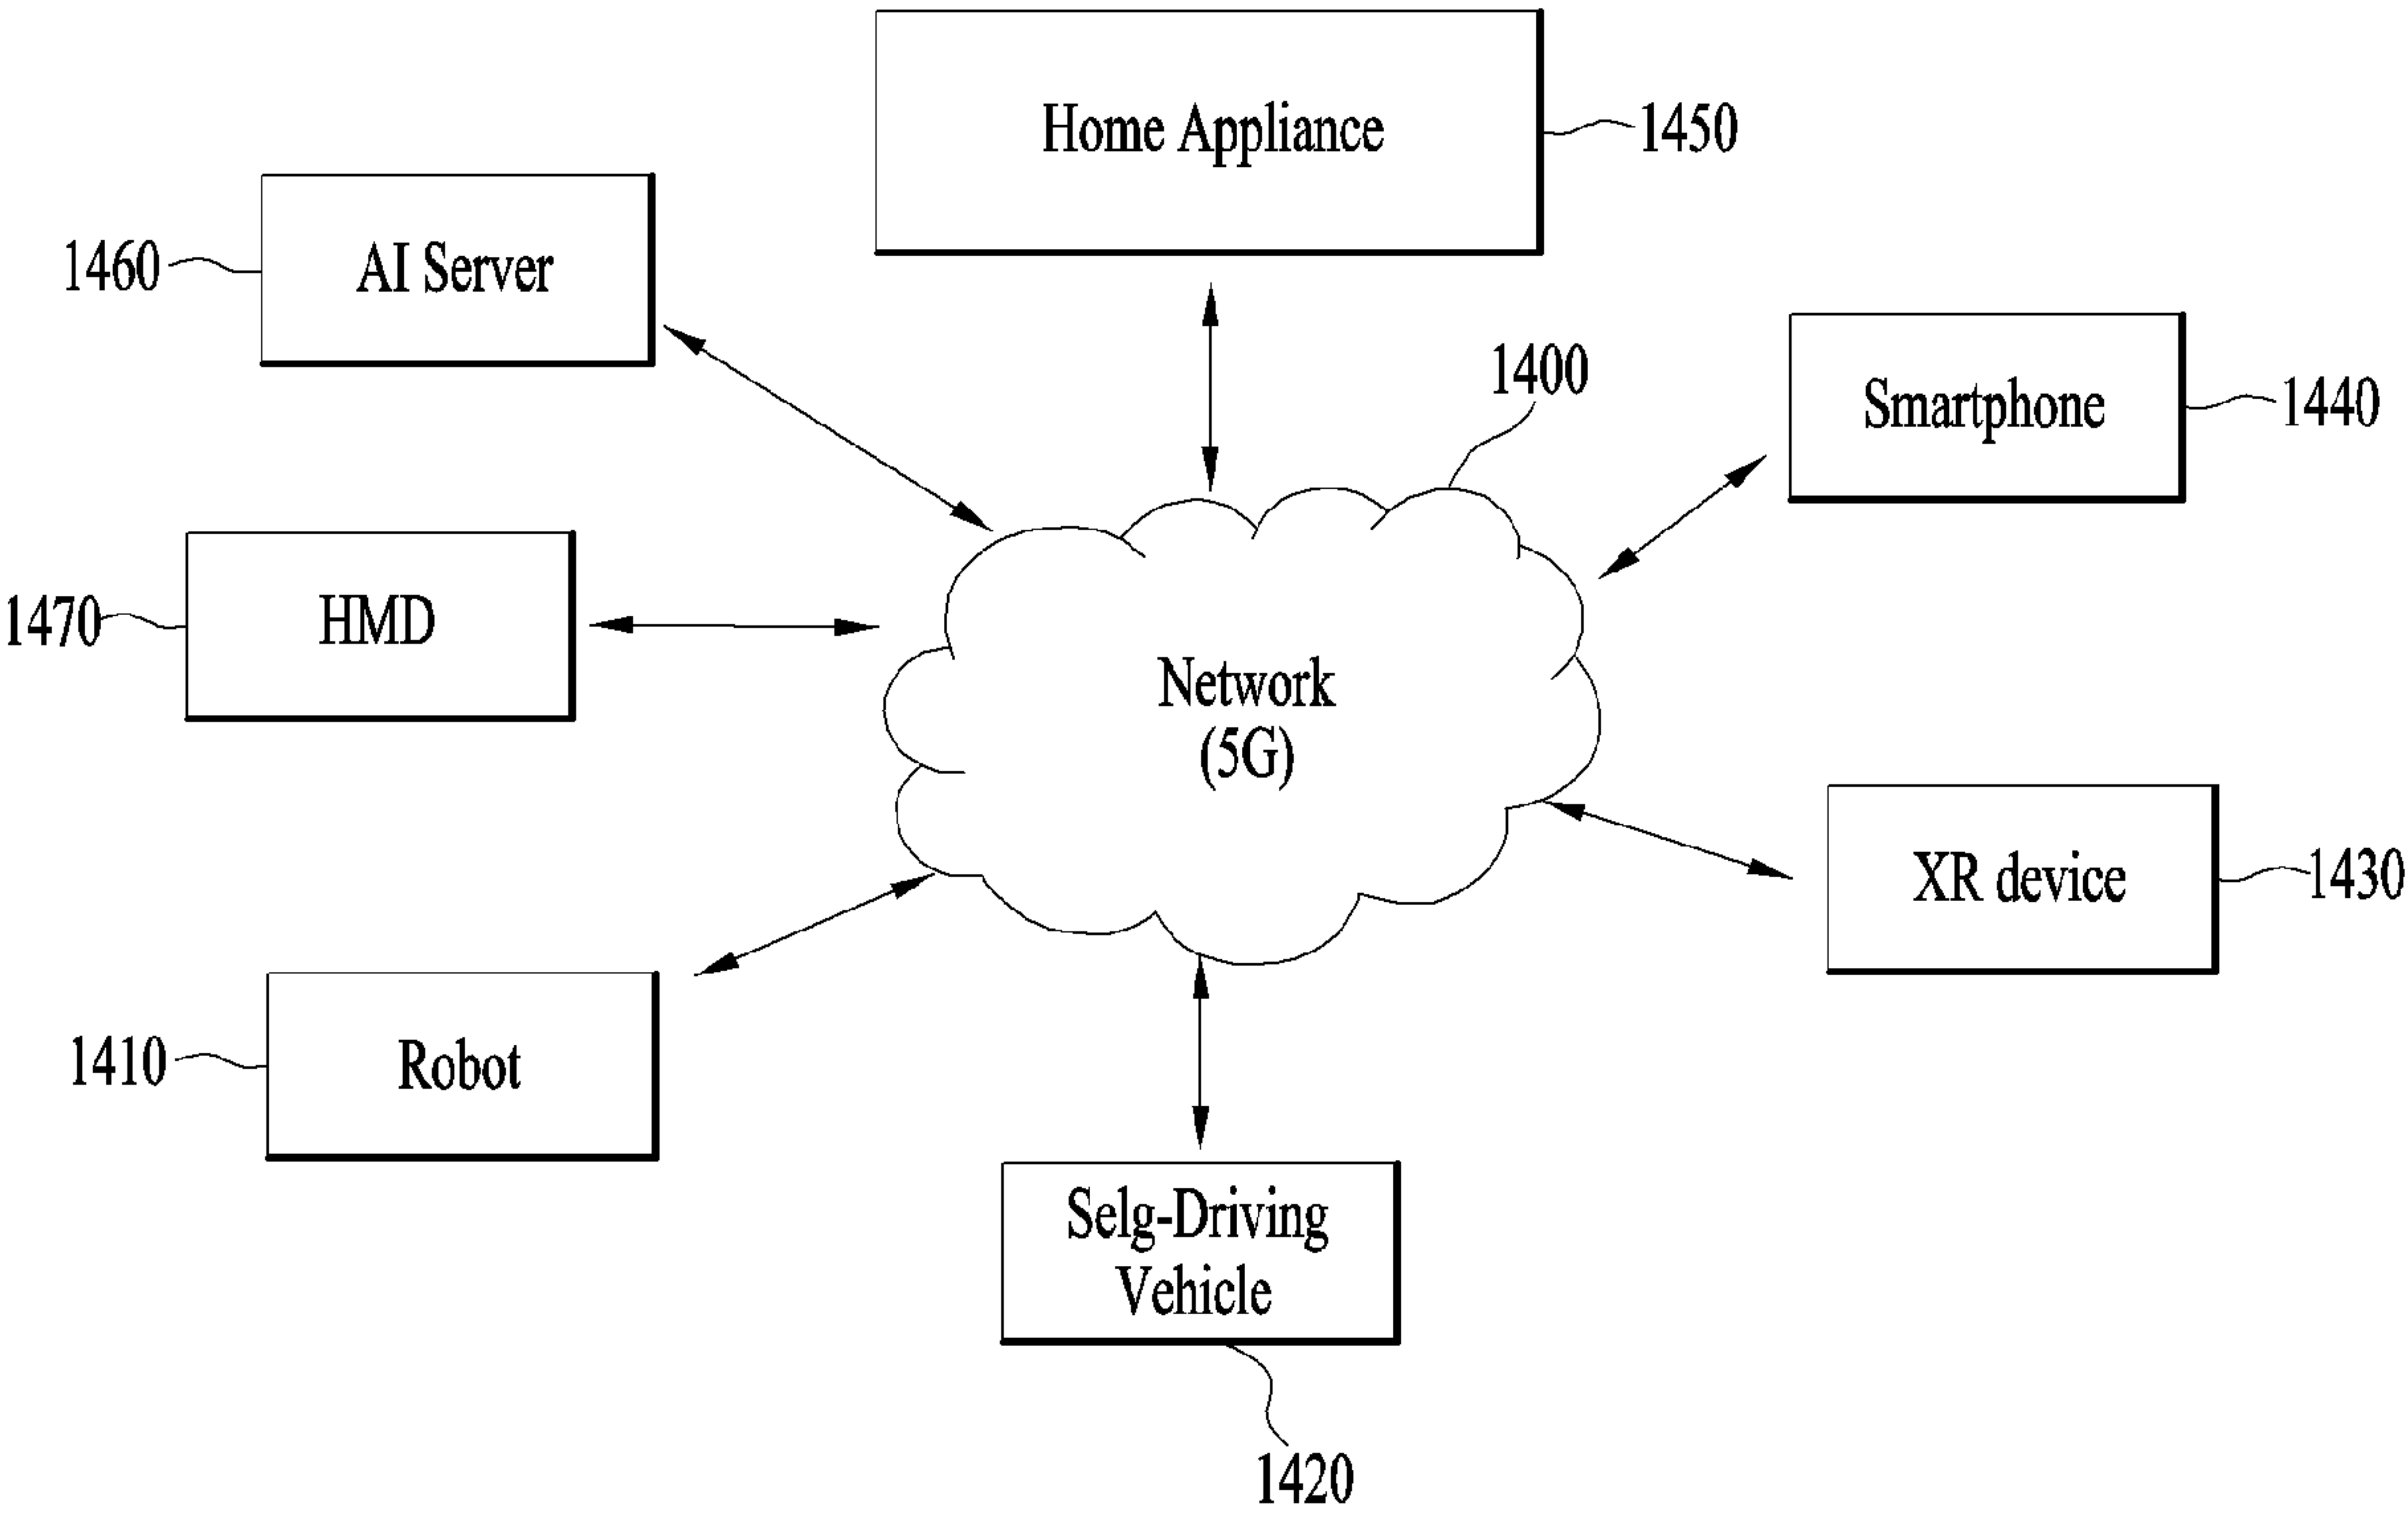 Home Appliance
1450
1460
AI Server
1400
Smartphone
1440
1470
HMD
Network
(5G)
XR device
1430
1410
Robot
Selg-Driving
Vehicle
1420